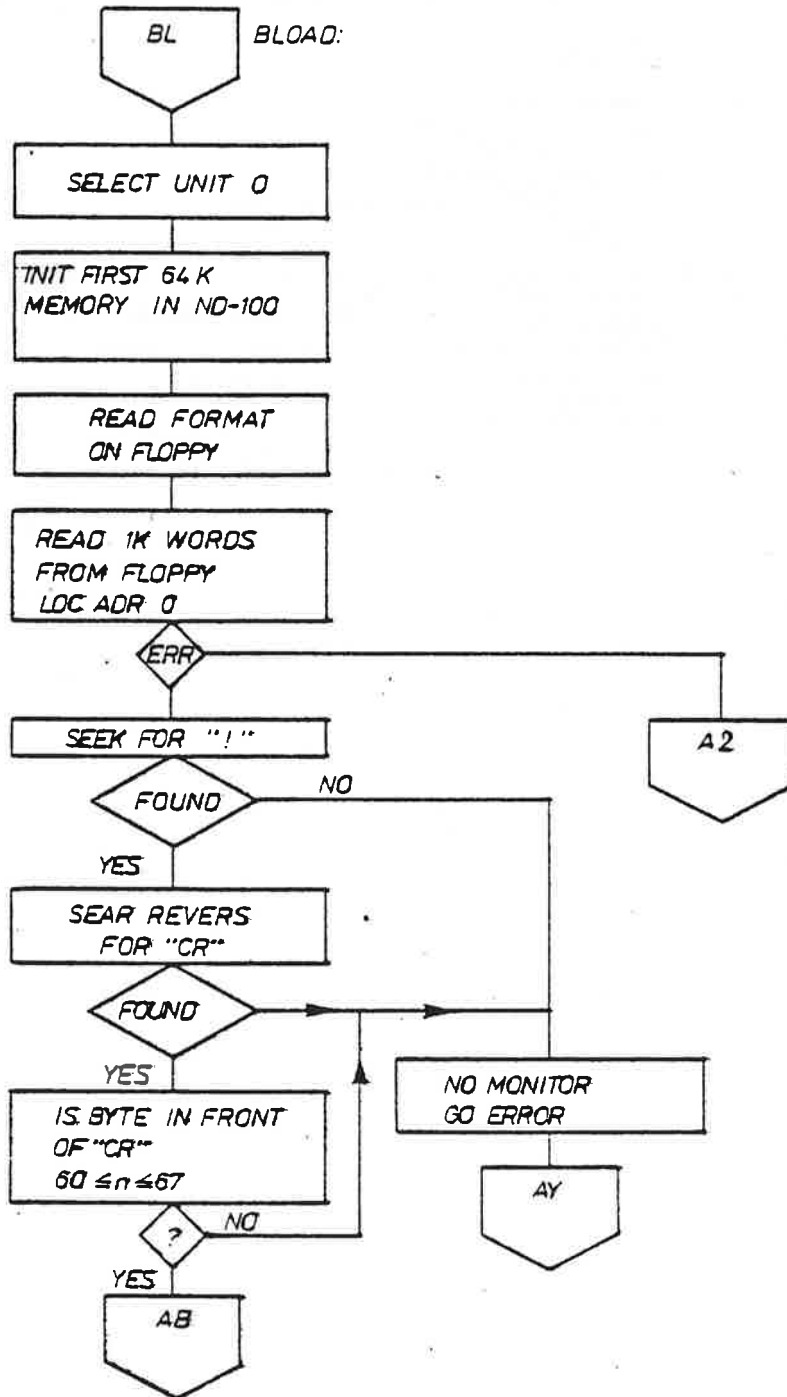 BL
BLOAD:
SELECT UNIT 0
INIT FIRST 64K
MEMORY IN ND-100
READ FORMAT
ON FLOPPY
READ 1K WORDS
FROM FLOPPY
LOC ADR 0
ERR
SEEK FOR "!"
A2
FOUND
NO
YES
SEAR REVERS
FOR "CR"
FOUND
YES
IS BYTE IN FRONT
OF "CR"
60 ≤ n ≤ 67
NO MONITOR
GO ERROR
?
NO
AY
YES
AB